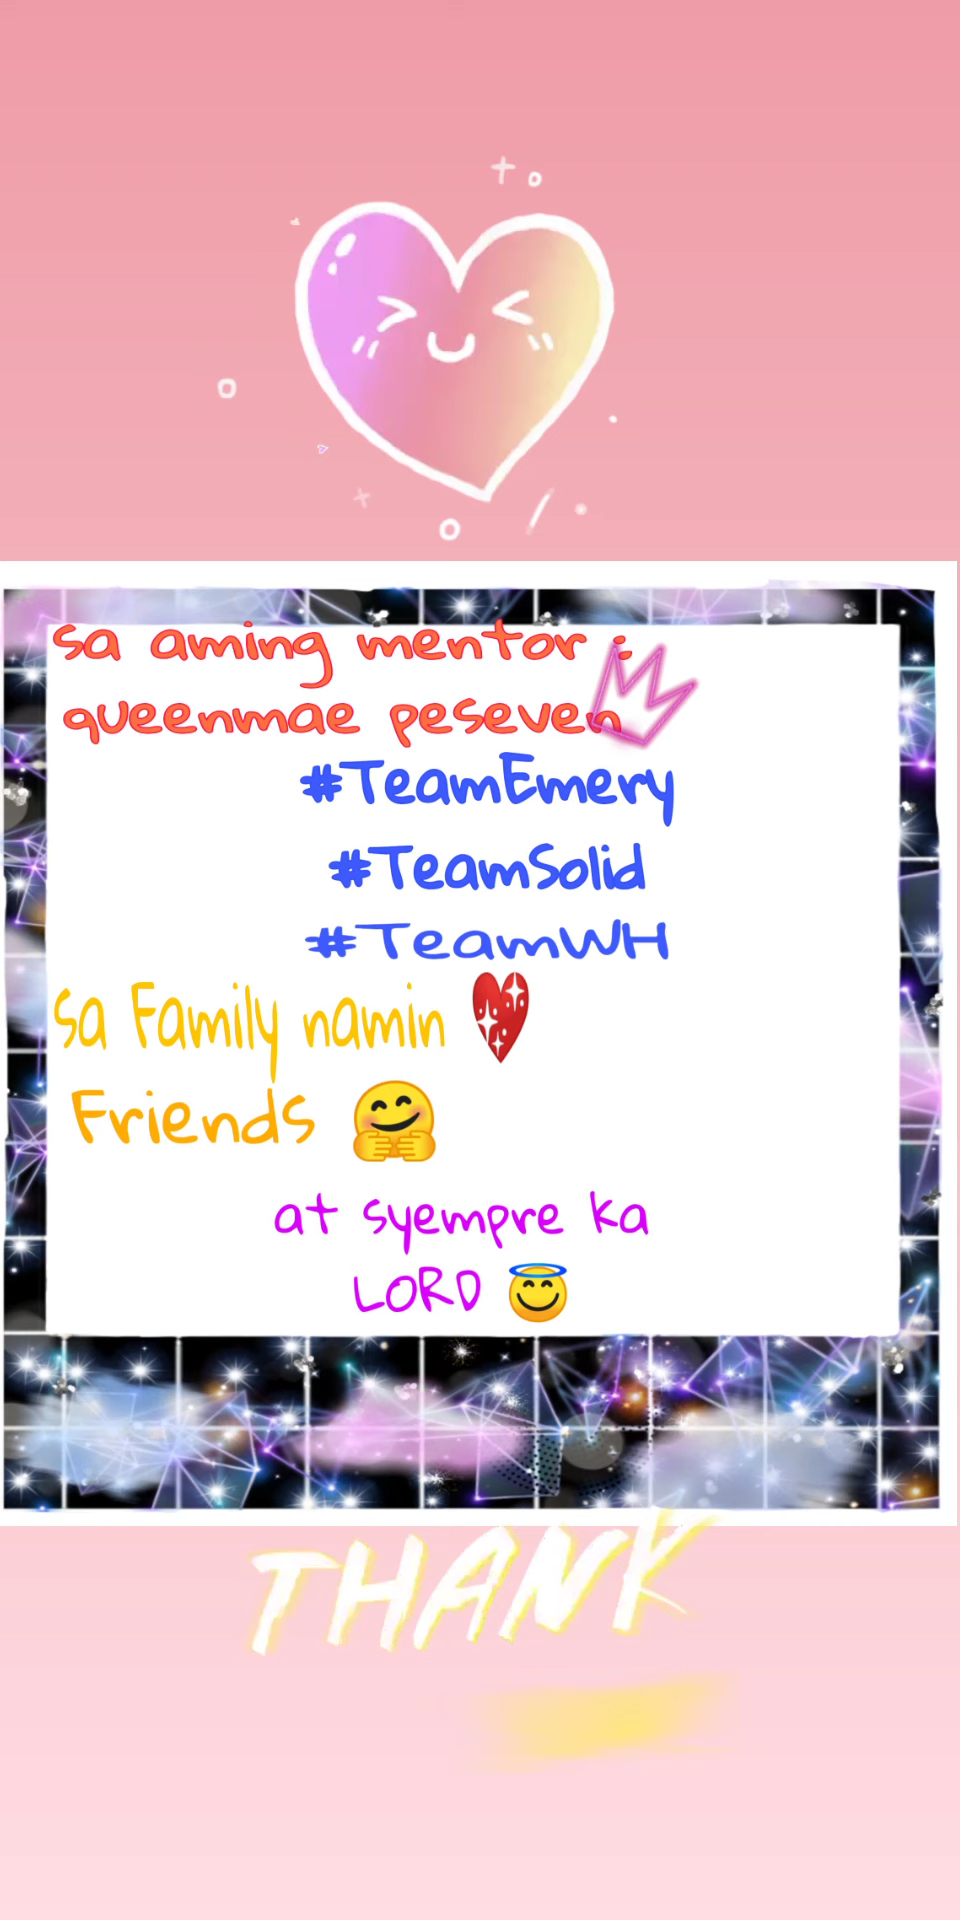 sa aming mentor :
queenmae peseven
#TeamEmery
#TeamSolid
#TeamWH
sa Family namin 💖
Friends 🤗
at syempre ka
LORD 😇
THANK